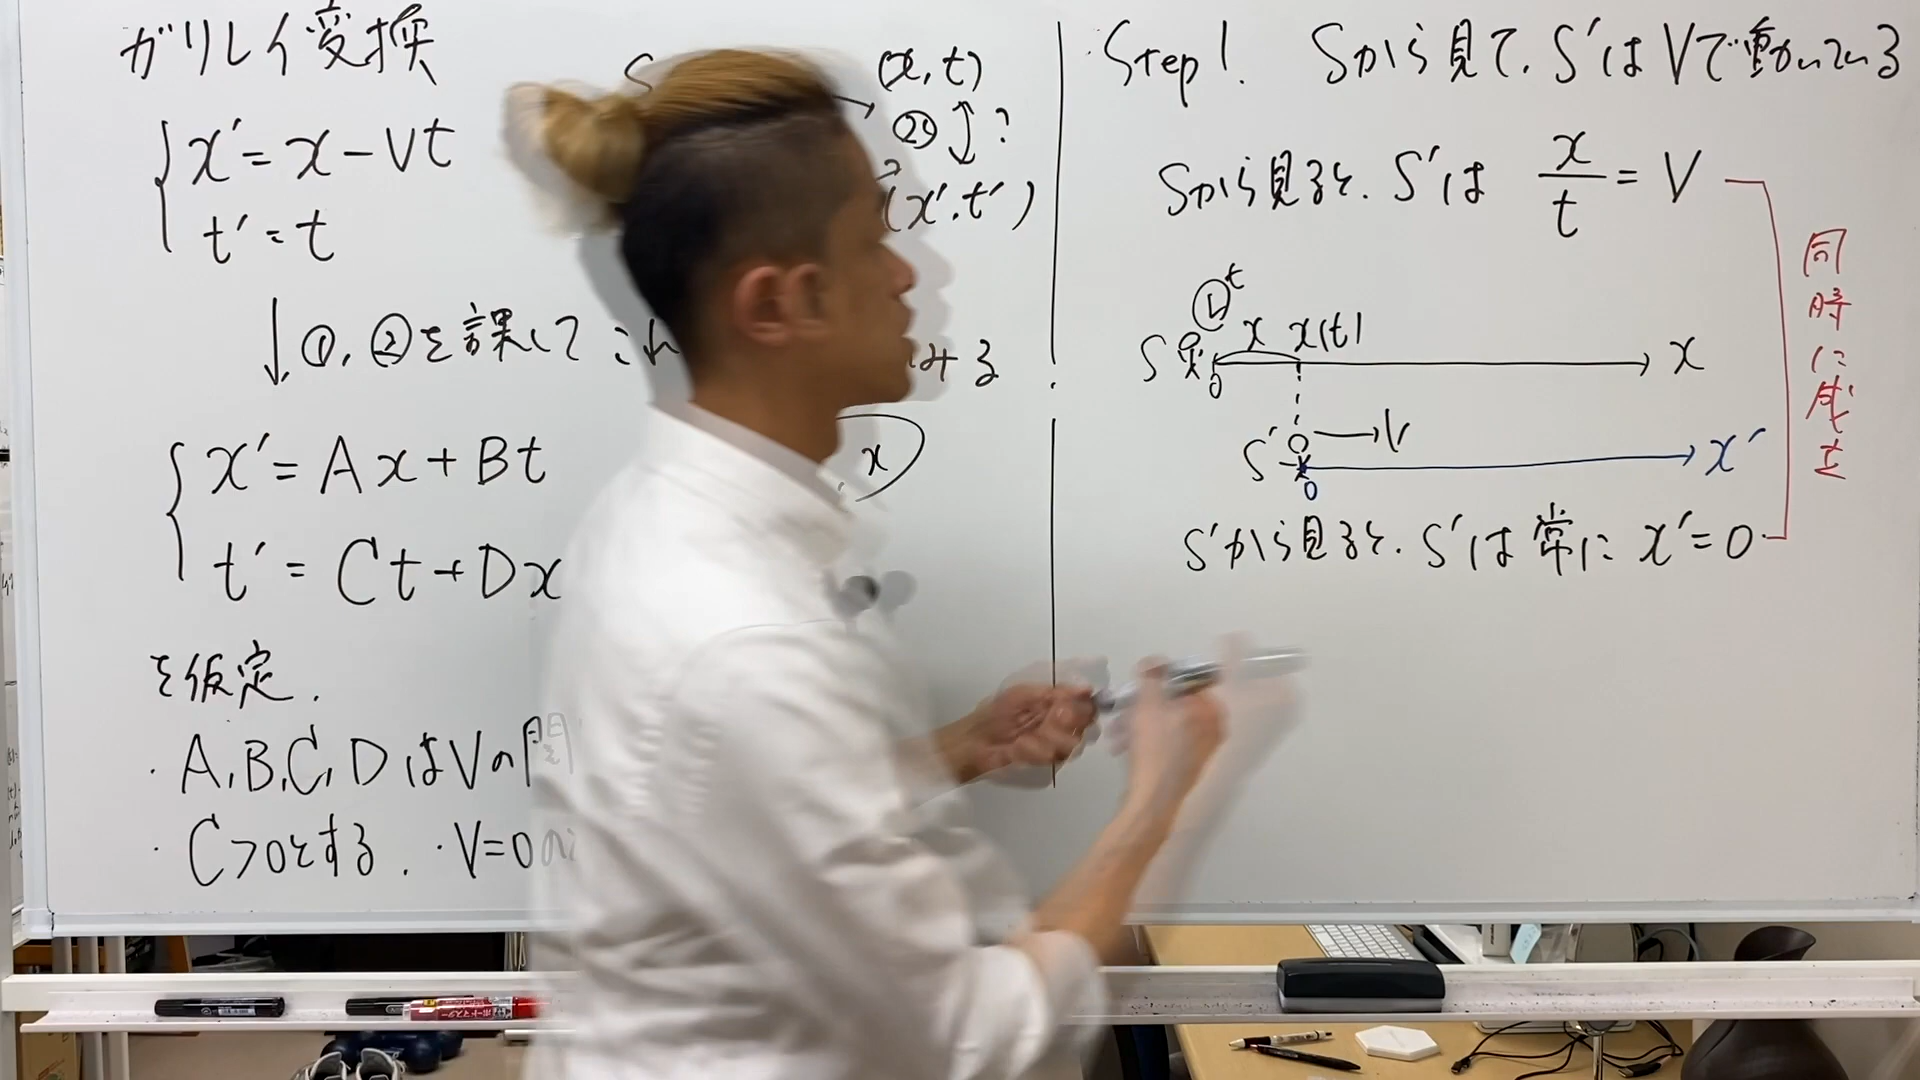 ガリレイ変換
x'= x-Vt
t'= t
↓①,②を課して
x'= Ax+Bt
t'= Ct+Dx
を仮定.
・A,B,C,DはVの関
・C>0とする. ・V=0の
S
(x,t)
↕?
(x',t')
みる
x
Step1. Sから見て、S'はVで動いている
Sから見ると、S'は x/t = V
t
S x x(t) x
0
S' V x'
0
S'から見ると、S'は常に x'=0
同時に成立